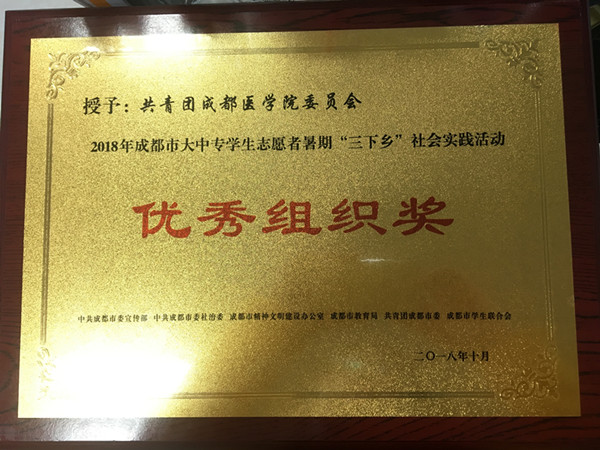 授予：共青团成都医学院委员会
2018年成都市大中专学生志愿者暑期“三下乡”社会实践活动
优秀组织奖
中共成都市委宣传部 中共成都市委社治委 成都市精神文明建设办公室 成都市教育局 共青团成都市委 成都市学生联合会
二〇一八年十月